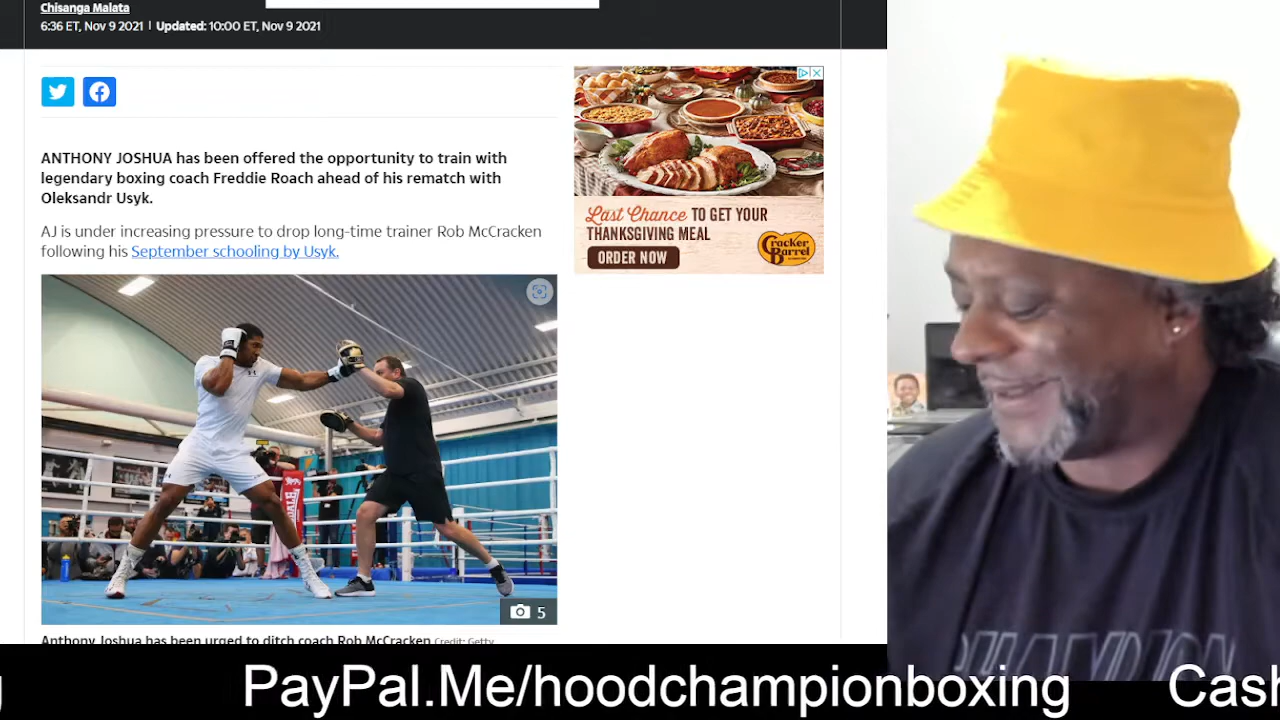 Chisanga Malata
6:36 ET, Nov 9 2021 | Updated: 10:00 ET, Nov 9 2021
ANTHONY JOSHUA has been offered the opportunity to train with
legendary boxing coach Freddie Roach ahead of his rematch with
Oleksandr Usyk.
AJ is under increasing pressure to drop long-time trainer Rob McCracken
following his September schooling by Usyk.
5
Anthony Joshua has been urged to ditch coach Rob McCracken Credit: Getty
Last Chance TO GET YOUR
THANKSGIVING MEAL
ORDER NOW
Cracker
Barrel
CHAMPION
PayPal.Me/hoodchampionboxing
Cash